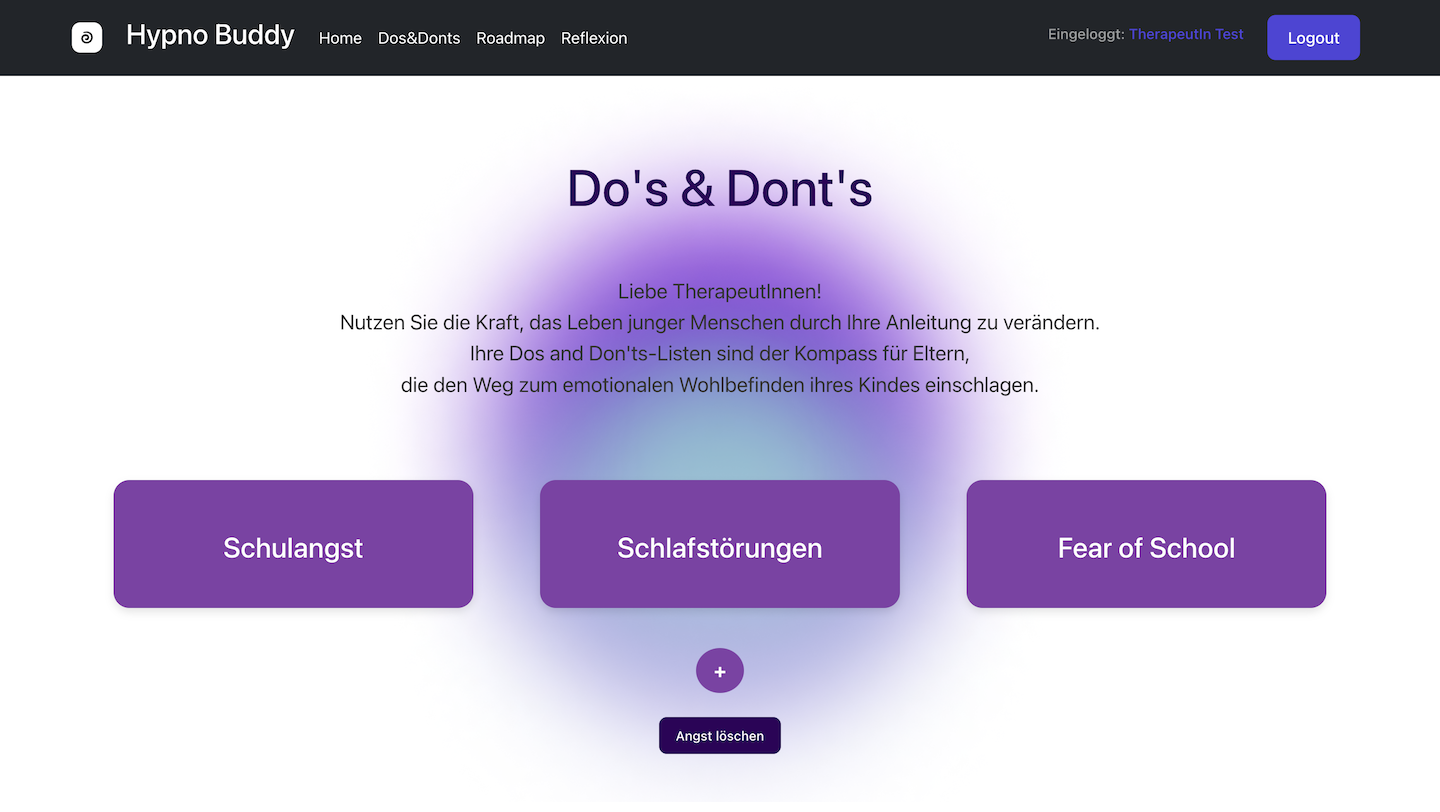 Hypno Buddy Home Dos&Donts Roadmap Reflexion Eingeloggt: TherapeutIn Test Logout
Do's & Dont's
Liebe TherapeutInnen!
Nutzen Sie die Kraft, das Leben junger Menschen durch Ihre Anleitung zu verändern.
Ihre Dos and Don'ts-Listen sind der Kompass für Eltern,
die den Weg zum emotionalen Wohlbefinden ihres Kindes einschlagen.
Schulangst Schlafstörungen Fear of School
+
Angst löschen